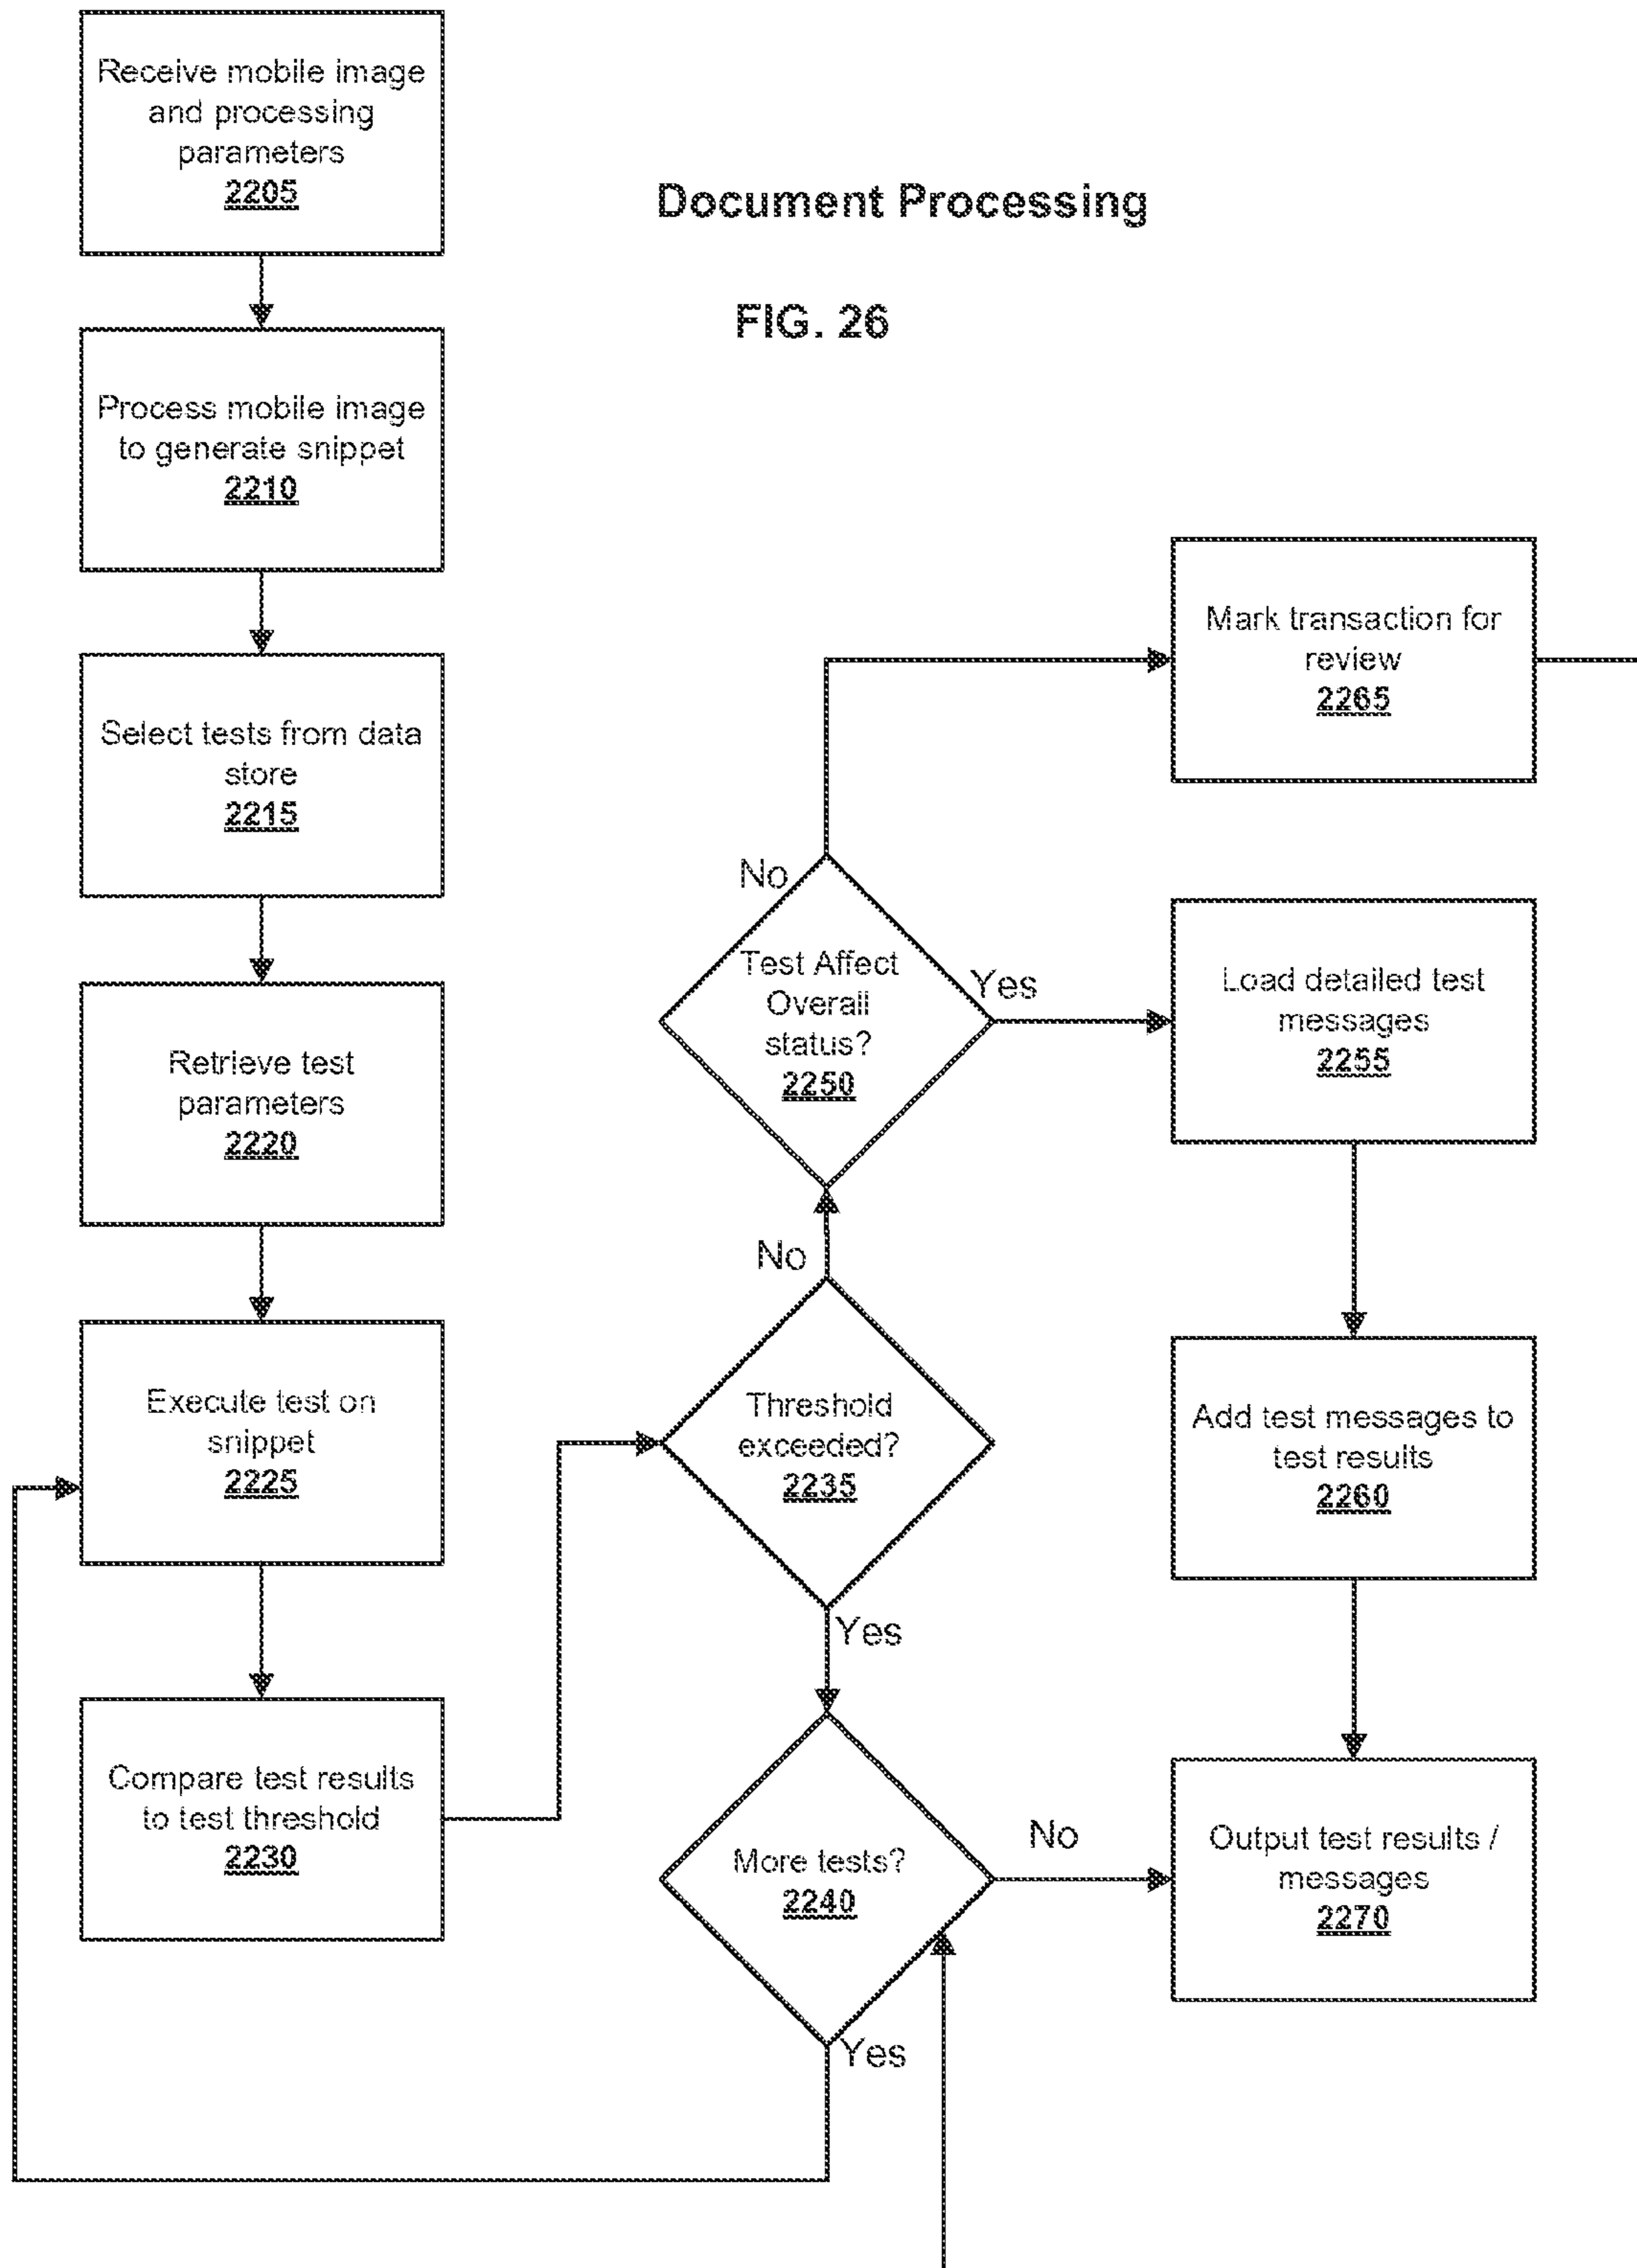 Receive mobile image
and processing
parameters
2205
Document Processing
FIG. 26
Process mobile image
to generate snippet
2210
Select tests from data
store
2215
Retrieve test
parameters
2220
Execute test on
snippet
2225
Compare test results
to test threshold
2230
Threshold
exceeded?
2235
No
Yes
Test Affect
Overall
status?
2250
No
Yes
Mark transaction for
review
2265
Load detailed test
messages
2255
Add test messages to
test results
2260
More tests?
2240
No
Yes
Output test results /
messages
2270